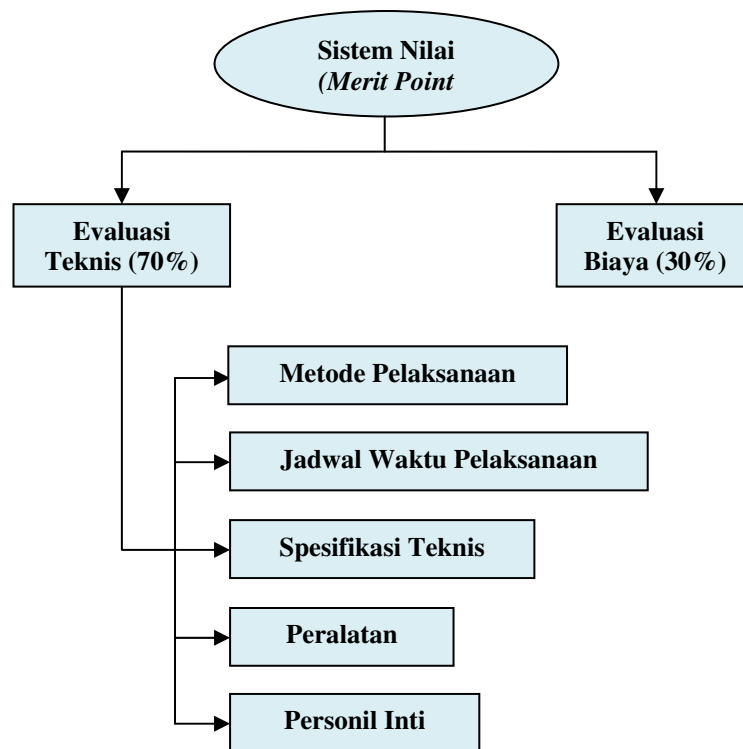 Sistem Nilai
(Merit Point
Evaluasi
Teknis (70%)
Evaluasi
Biaya (30%)
Metode Pelaksanaan
Jadwal Waktu Pelaksanaan
Spesifikasi Teknis
Peralatan
Personil Inti